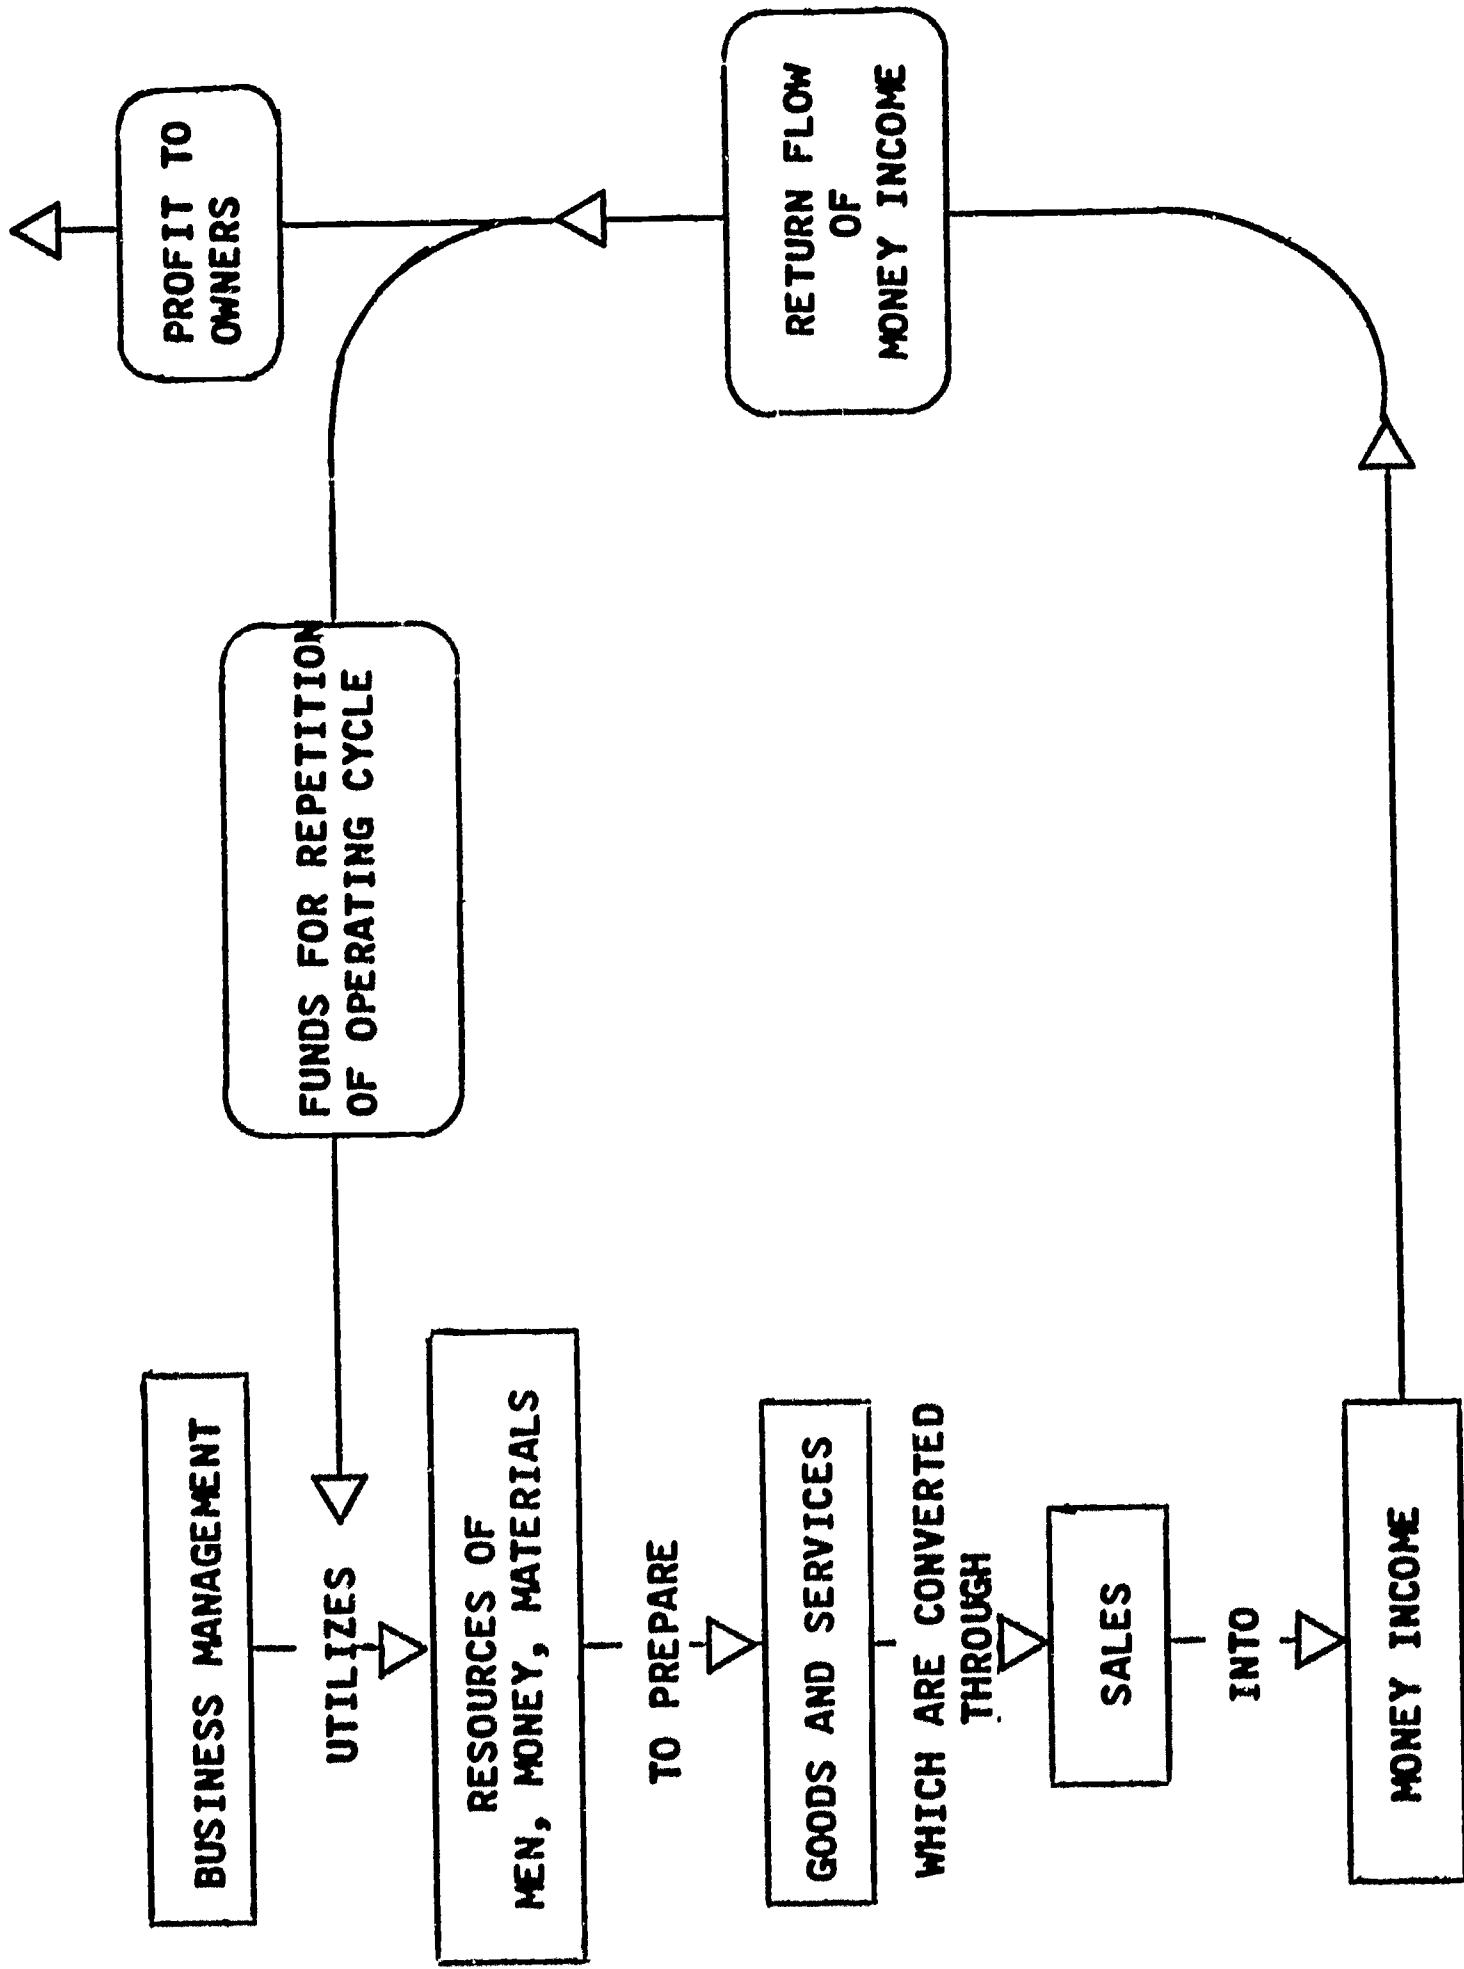 BUSINESS MANAGEMENT
UTILIZES
RESOURCES OF
MEN, MONEY, MATERIALS
TO PREPARE
GOODS AND SERVICES
WHICH ARE CONVERTED
THROUGH
SALES
INTO
MONEY INCOME
RETURN FLOW
OF
MONEY INCOME
FUNDS FOR REPETITION
OF OPERATING CYCLE
PROFIT TO
OWNERS